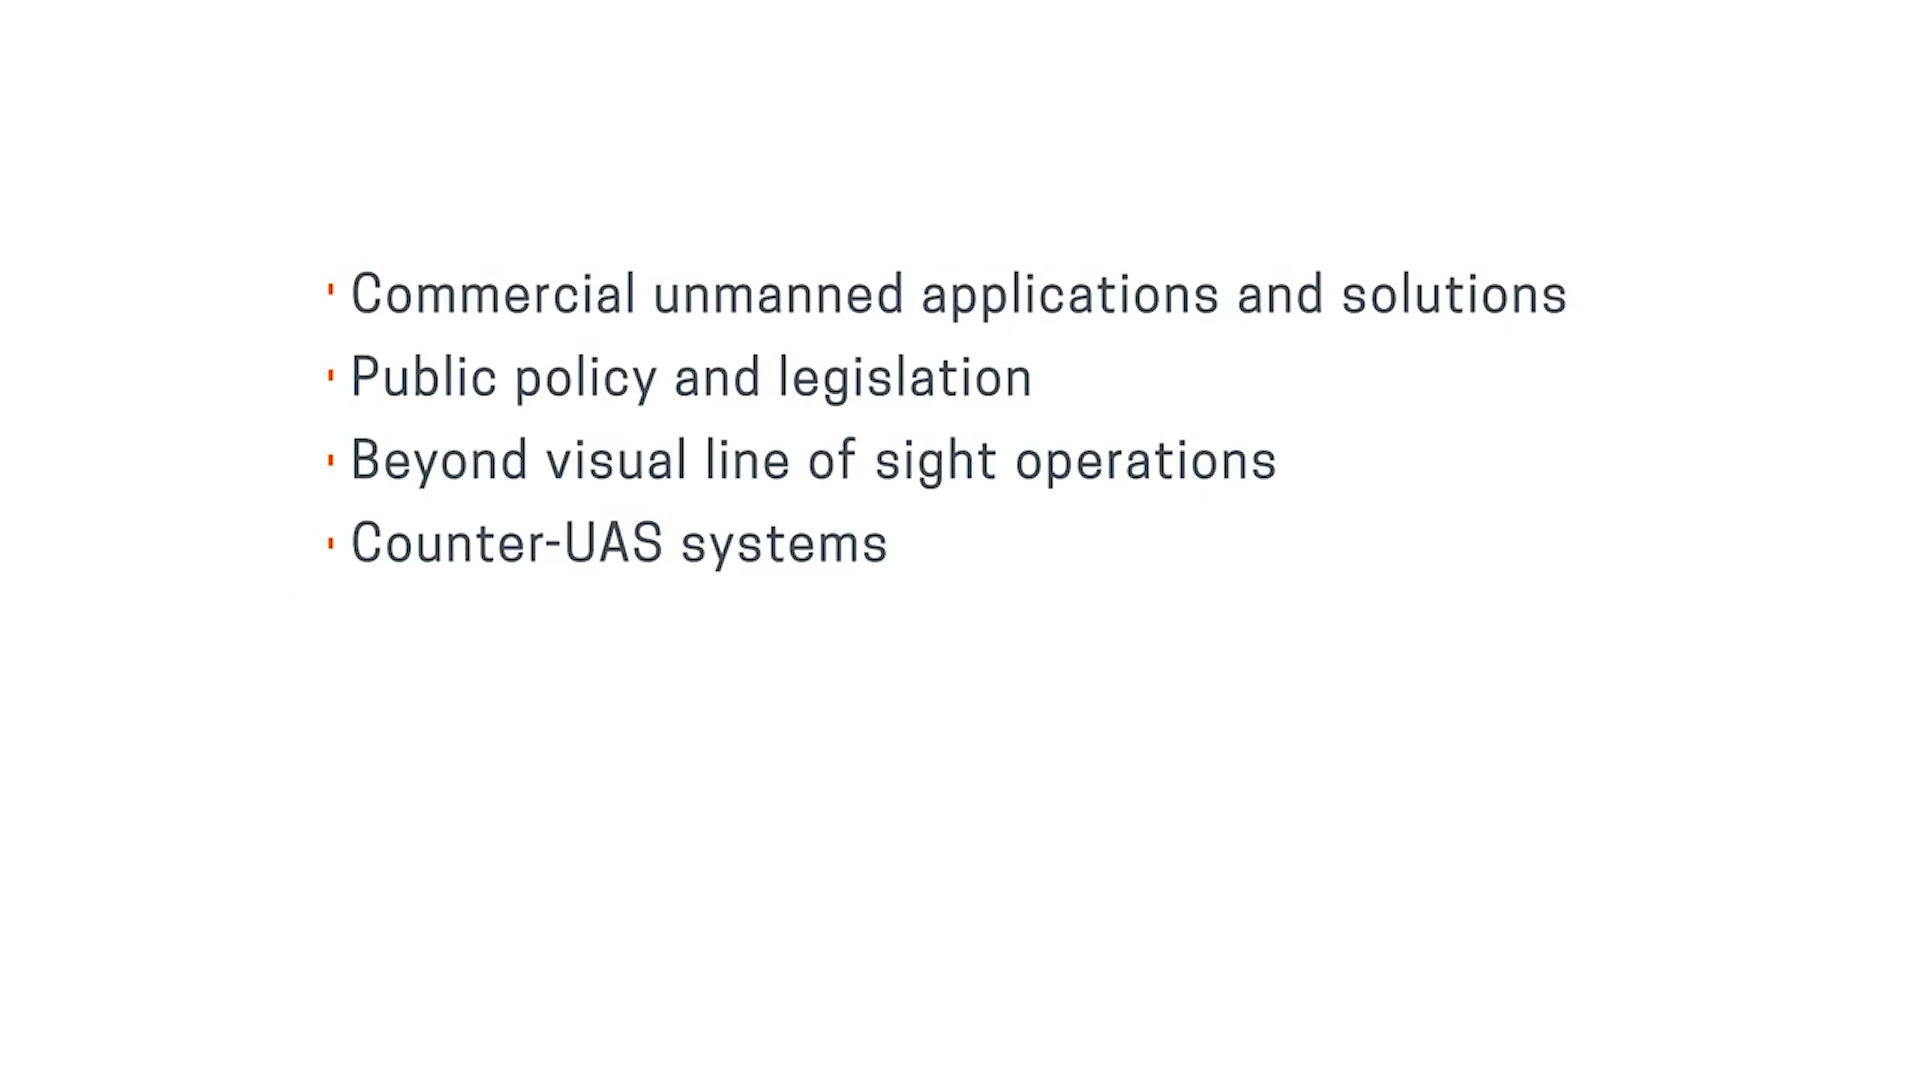 Commercial unmanned applications and solutions
Public policy and legislation
Beyond visual line of sight operations
Counter-UAS systems